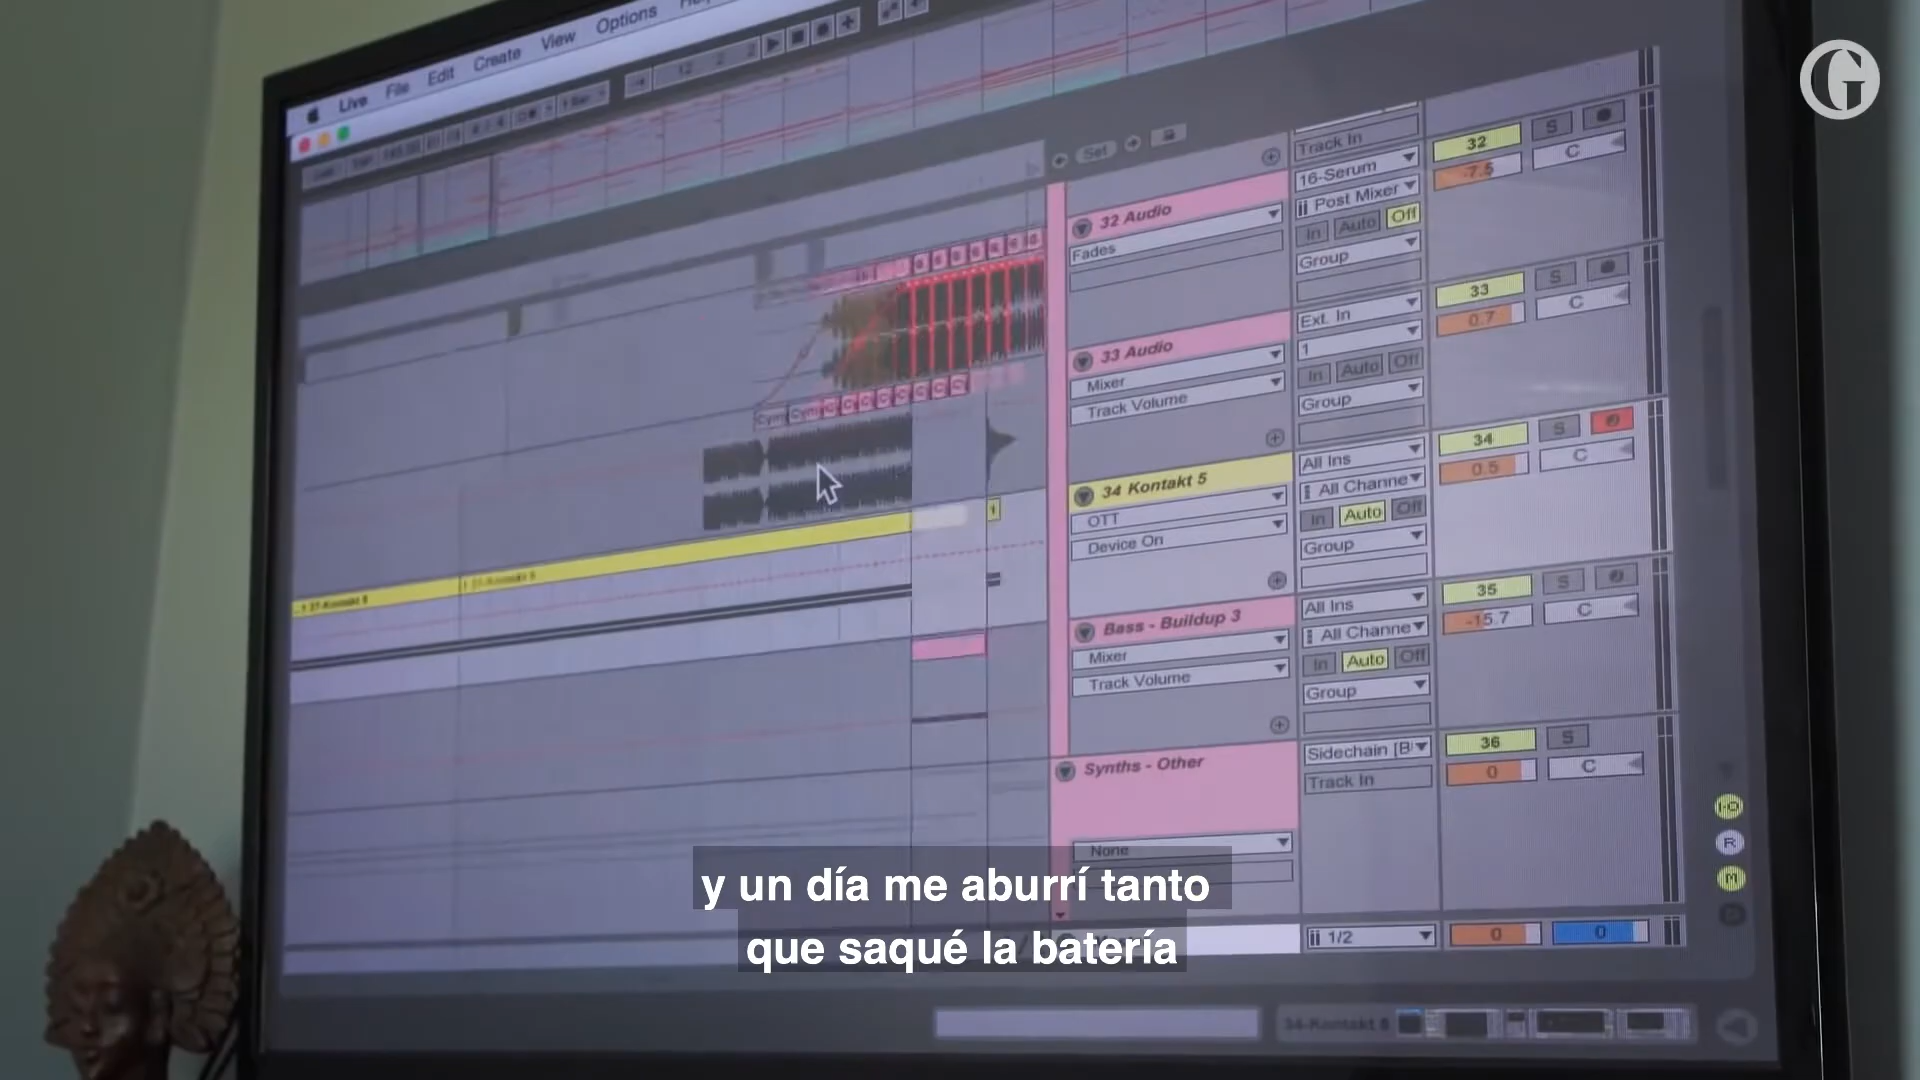 Live File Edit Create View Options
Set
Track In
16-Serum
Post Mixer
In Auto Off
Group
32 S
-7.5 C
32 Audio
Fades
Ext. In
1
In Auto Off
Group
33 S
0.7 C
33 Audio
Mixer
Track Volume
All Ins
All Channe
In Auto Off
Group
34 S
0.5 C
34 Kontakt 5
OTT
Device On
All Ins
All Channe
In Auto Off
Group
35 S
-15.7 C
Bass - Buildup 3
Mixer
Track Volume
Sidechain [B
Track In
36 S
0 C
Synths - Other
None
1/2 0 0
y un día me aburrí tanto
que saqué la batería
34-Kontakt 5
G
R
M